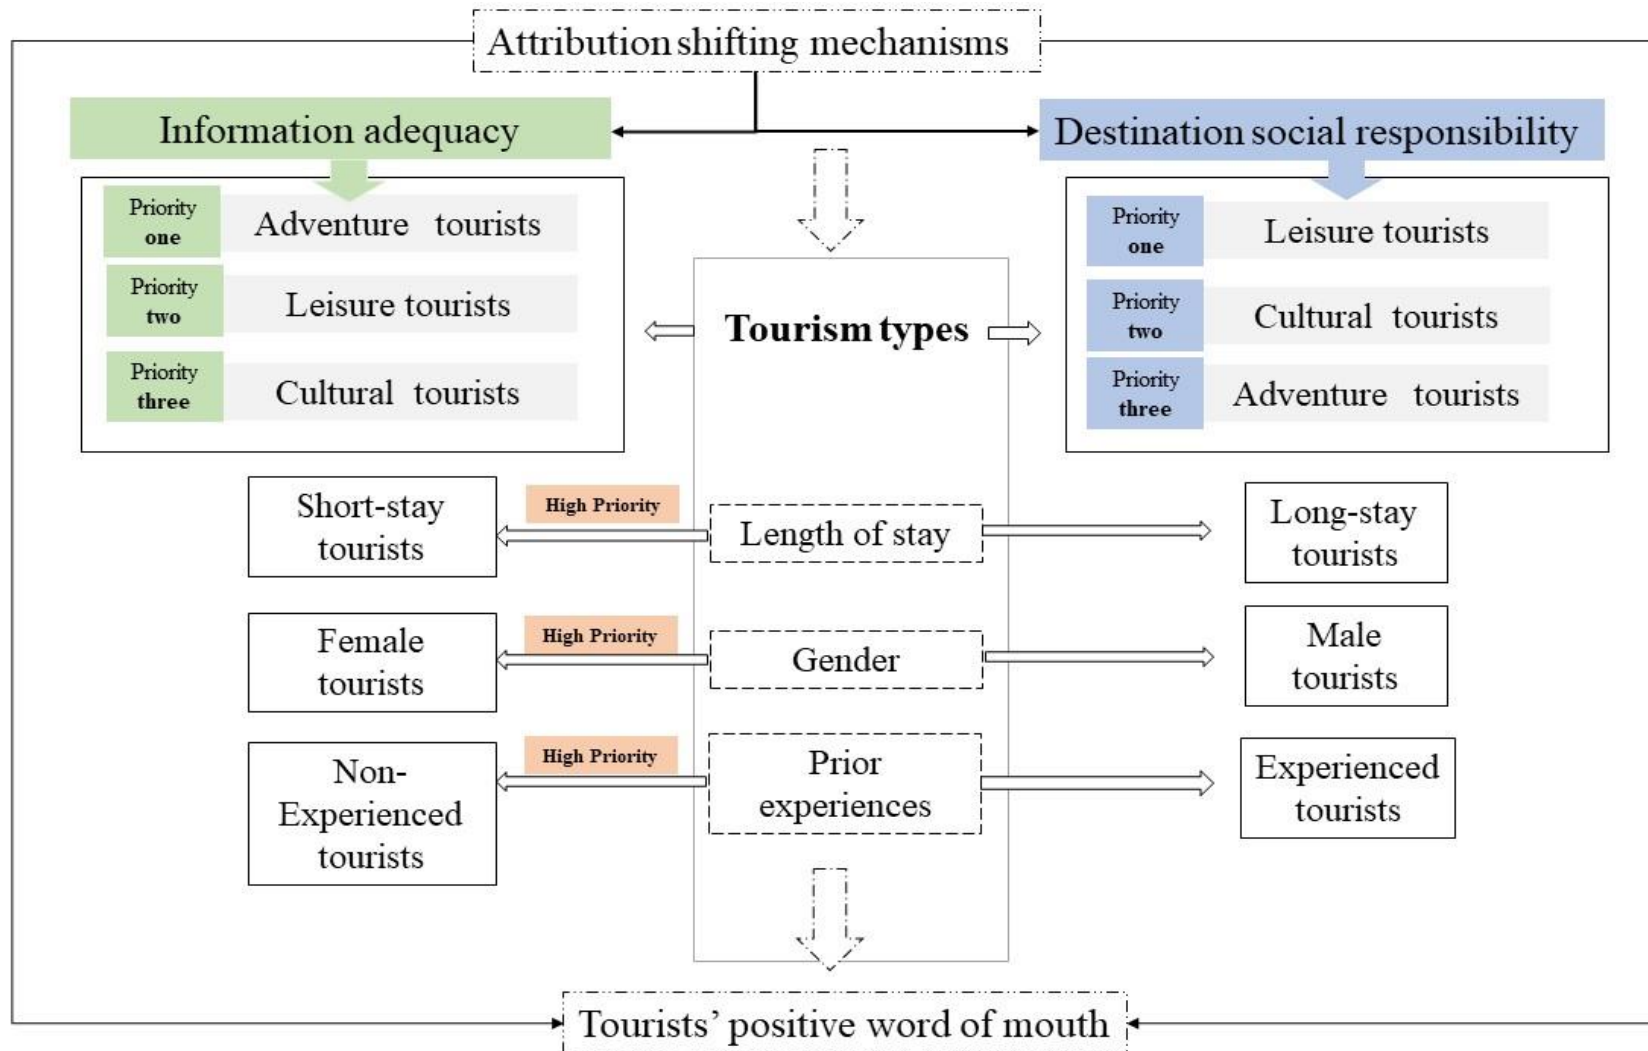 Attribution shifting mechanisms
Information adequacy
Destination social responsibility
Priority
one
Adventure tourists
Priority
two
Leisure tourists
Priority
three
Cultural tourists
Priority
one
Leisure tourists
Priority
two
Cultural tourists
Priority
three
Adventure tourists
Tourism types
Short-stay
tourists
High Priority
Length of stay
Long-stay
tourists
Female
tourists
High Priority
Gender
Male
tourists
Non-
Experienced
tourists
High Priority
Prior
experiences
Experienced
tourists
Tourists’ positive word of mouth